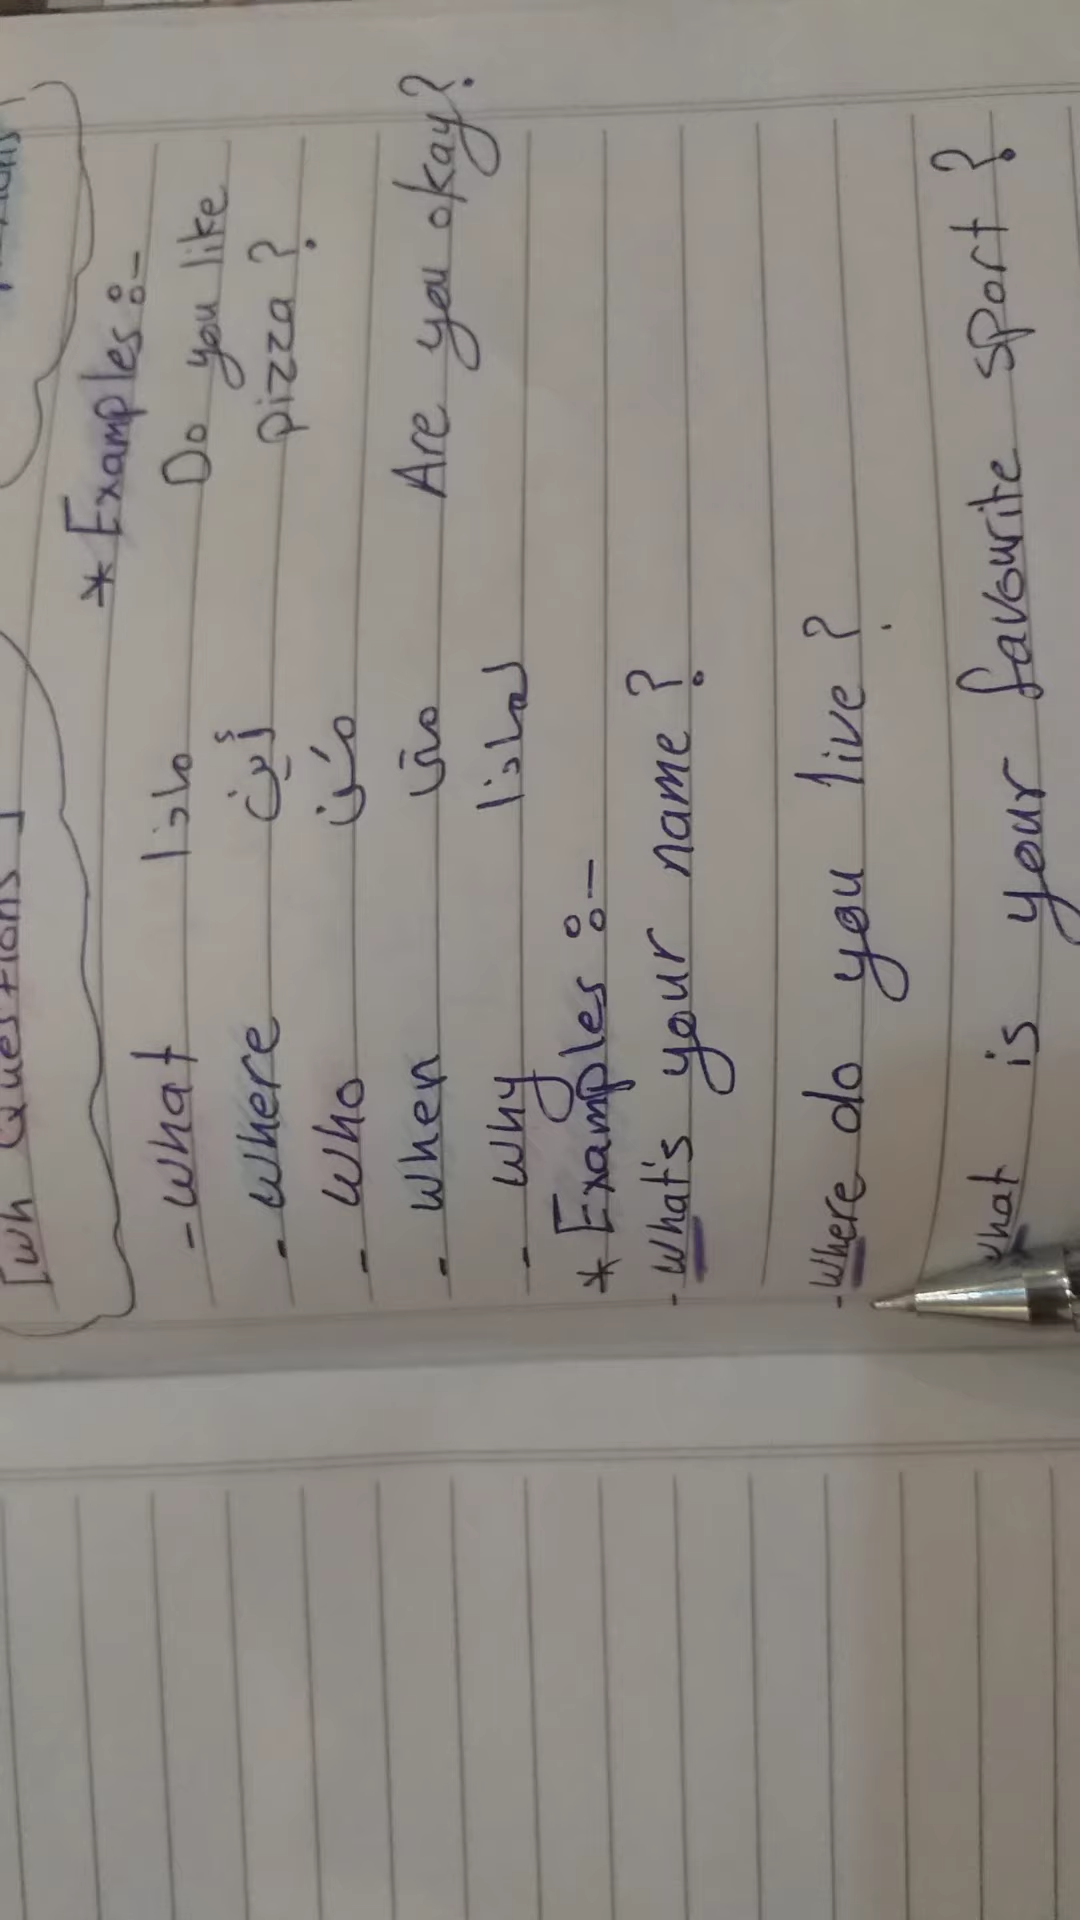 [Wh Questions]
* Examples :-
- What ماذا Do you like
- Where أين pizza ?
- Who مَن
- When متى Are you okay?
- Why لماذا
* Examples :-
- What's your name ?
- Where do you live ?
What is your favourite sport ?